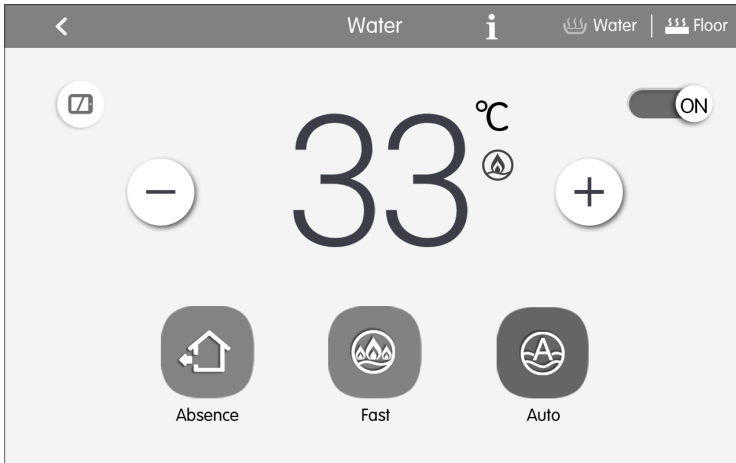 Water
i
Water
Floor
33
℃
ON
A
Absence
Fast
Auto